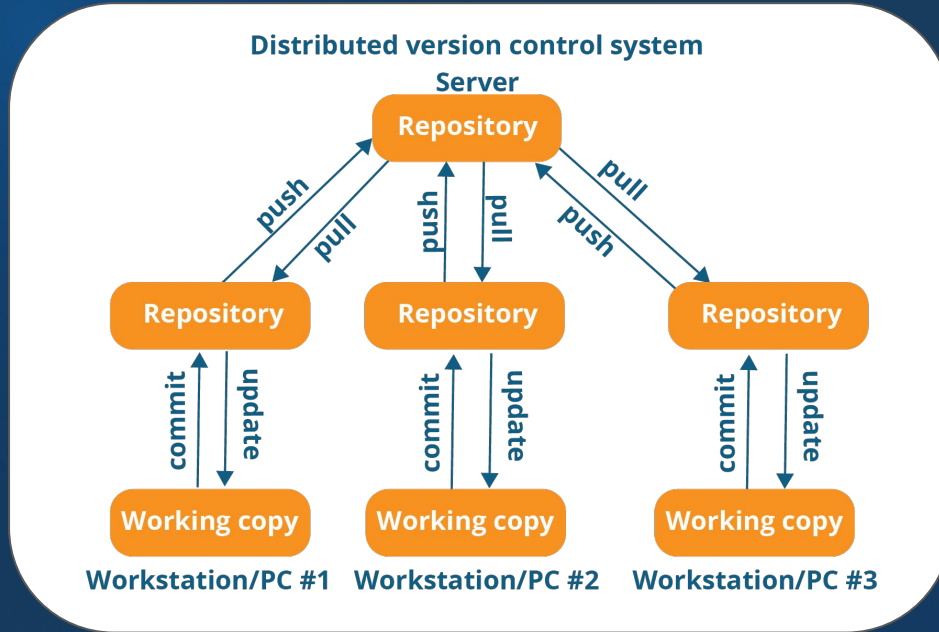 Distributed version control system
Server
Repository
push
pull
push
pull
push
pull
Repository
Repository
Repository
commit
update
commit
update
commit
update
Working copy
Working copy
Working copy
Workstation/PC #1
Workstation/PC #2
Workstation/PC #3